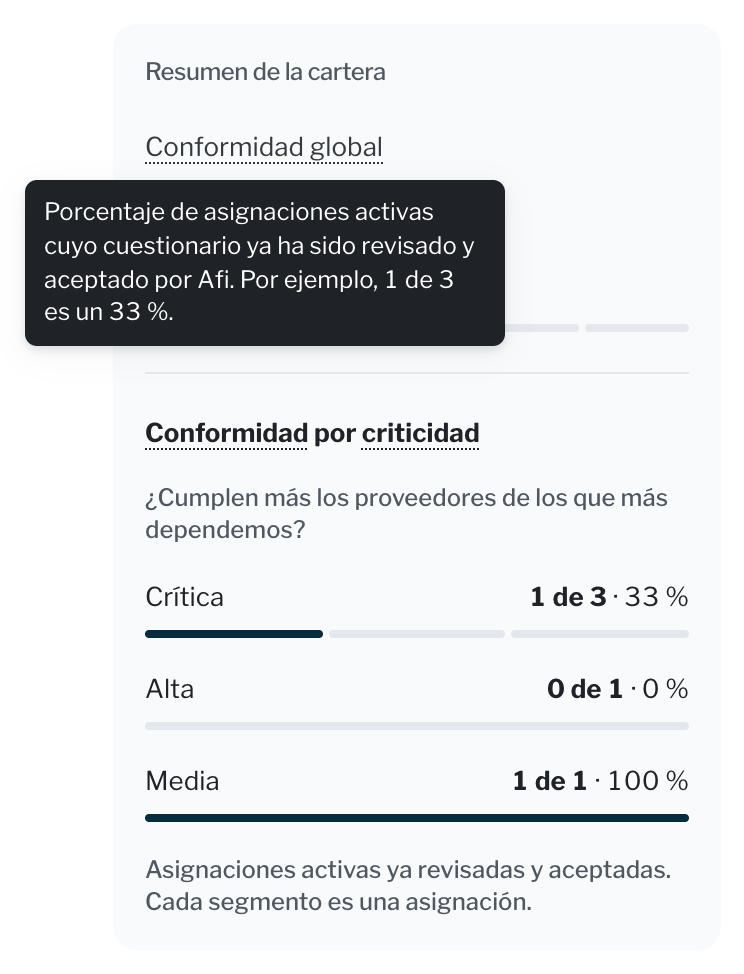 Resumen de la cartera
Conformidad global
Porcentaje de asignaciones activas
cuyo cuestionario ya ha sido revisado y
aceptado por Afi. Por ejemplo, 1 de 3
es un 33 %.
Conformidad por criticidad
¿Cumplen más los proveedores de los que más
dependemos?
Crítica 1 de 3 · 33 %
Alta 0 de 1 · 0 %
Media 1 de 1 · 100 %
Asignaciones activas ya revisadas y aceptadas.
Cada segmento es una asignación.